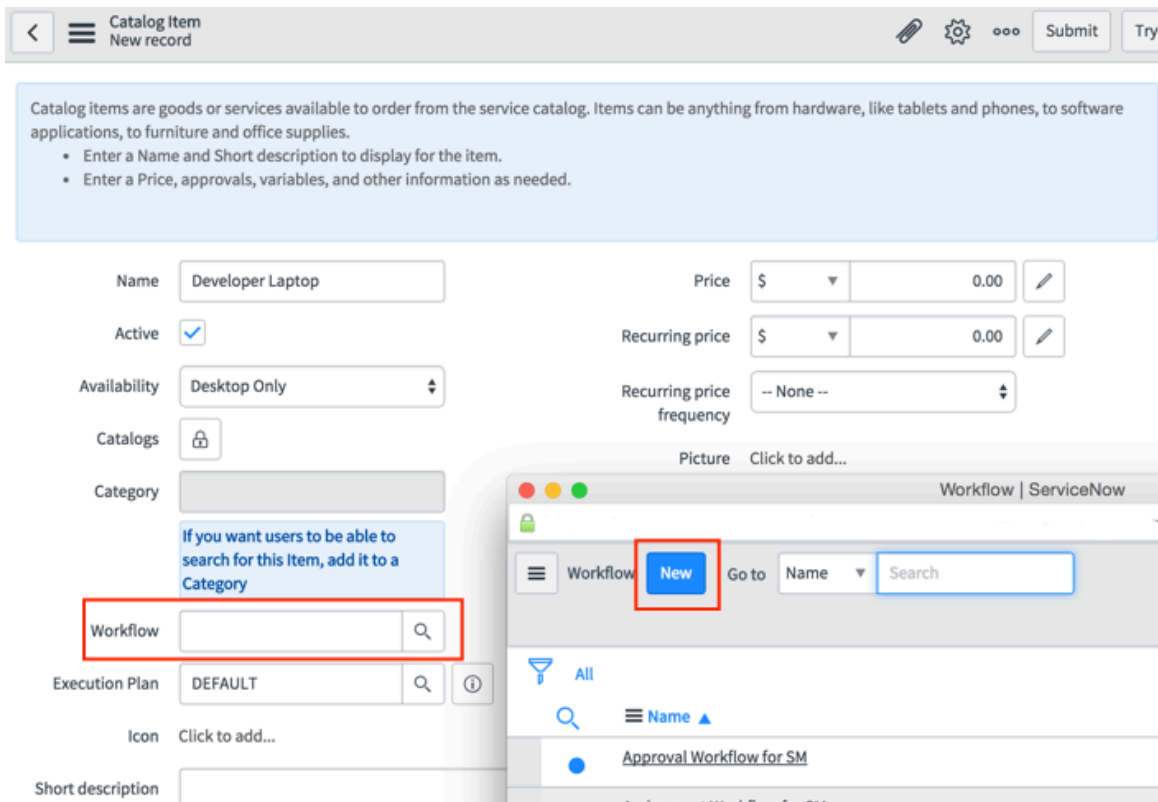 Catalog Item
New record
Submit
Try
Catalog items are goods or services available to order from the service catalog. Items can be anything from hardware, like tablets and phones, to software
applications, to furniture and office supplies.
• Enter a Name and Short description to display for the item.
• Enter a Price, approvals, variables, and other information as needed.
Name
Developer Laptop
Active
Availability
Desktop Only
Catalogs
Category
If you want users to be able to
search for this Item, add it to a
Category
Workflow
Execution Plan
DEFAULT
Icon
Click to add...
Short description
Price
$
0.00
Recurring price
$
0.00
Recurring price
frequency
-- None --
Picture
Click to add...
Workflow | ServiceNow
Workflow
New
Go to
Name
Search
All
Name
Approval Workflow for SM